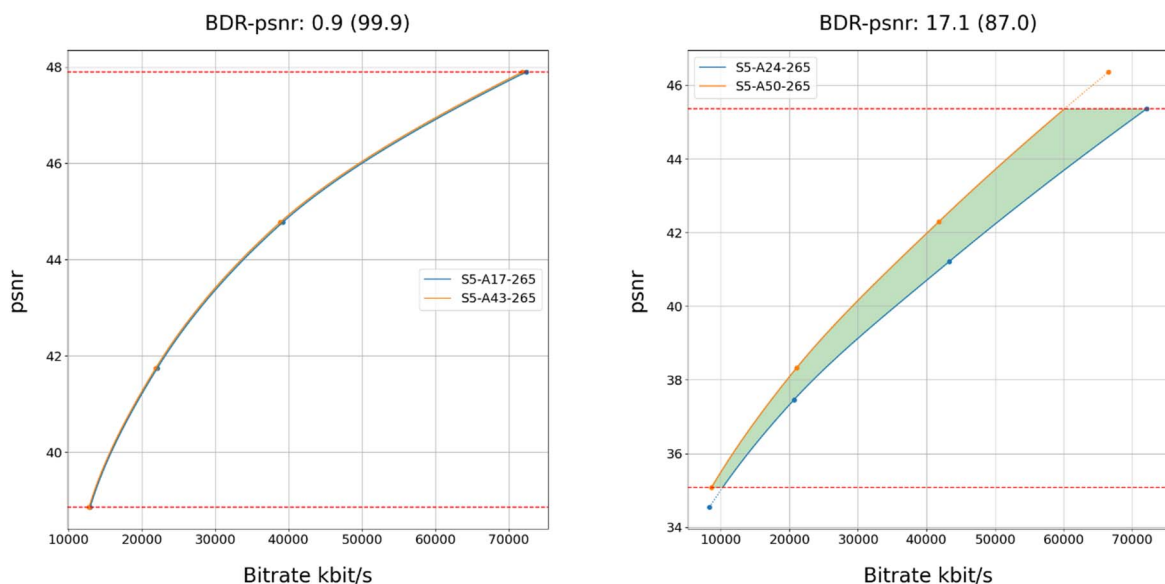 BDR-psnr: 0.9 (99.9)
48
46
44
42
40
psnr
S5-A17-265
S5-A43-265
10000 20000 30000 40000 50000 60000 70000
Bitrate kbit/s
BDR-psnr: 17.1 (87.0)
S5-A24-265
S5-A50-265
46
44
42
40
38
36
34
psnr
10000 20000 30000 40000 50000 60000 70000
Bitrate kbit/s